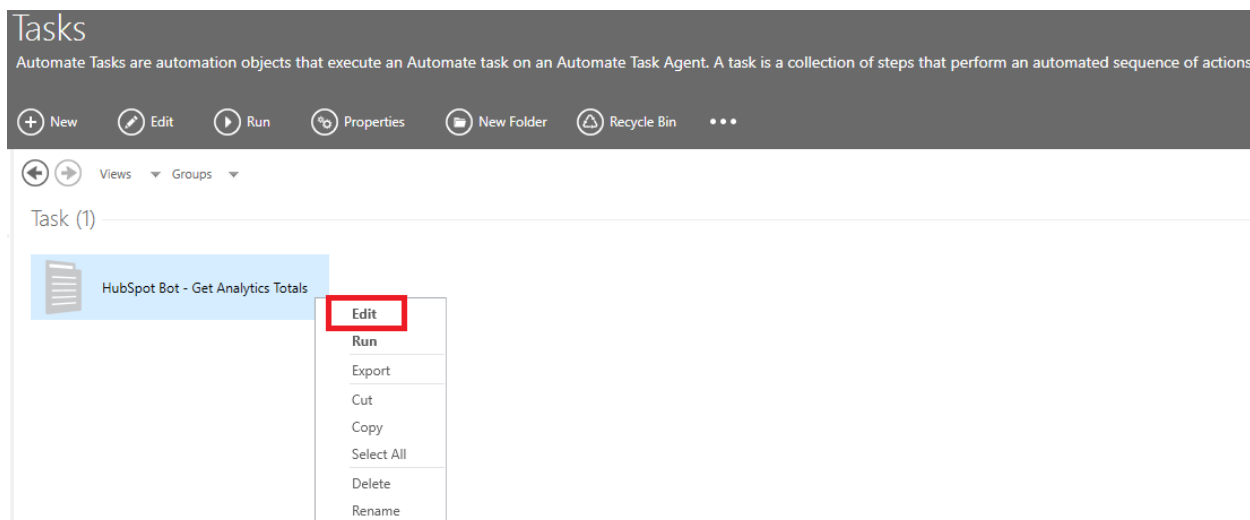 Tasks
Automate Tasks are automation objects that execute an Automate task on an Automate Task Agent. A task is a collection of steps that perform an automated sequence of actions
New Edit Run Properties New Folder Recycle Bin •••
Views Groups
Task (1)
HubSpot Bot - Get Analytics Totals
Edit
Run
Export
Cut
Copy
Select All
Delete
Rename